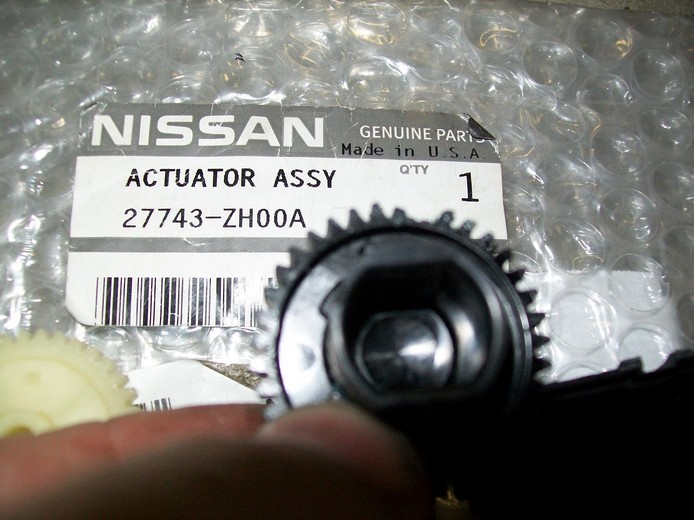 NISSAN
GENUINE PARTS
Made in U.S.A.
ACTUATOR ASSY
Q'TY
1
27743-ZH00A